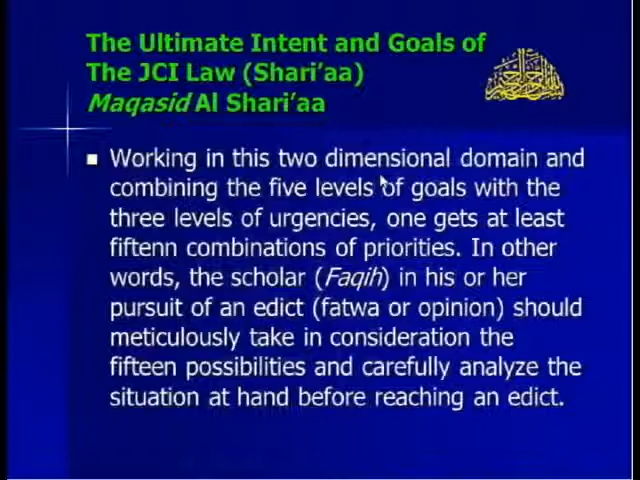 The Ultimate Intent and Goals of
The JCI Law (Shari’aa)
Maqasid Al Shari’aa
Working in this two dimensional domain and
combining the five levels of goals with the
three levels of urgencies, one gets at least
fiftenn combinations of priorities. In other
words, the scholar (Faqih) in his or her
pursuit of an edict (fatwa or opinion) should
meticulously take in consideration the
fifteen possibilities and carefully analyze the
situation at hand before reaching an edict.